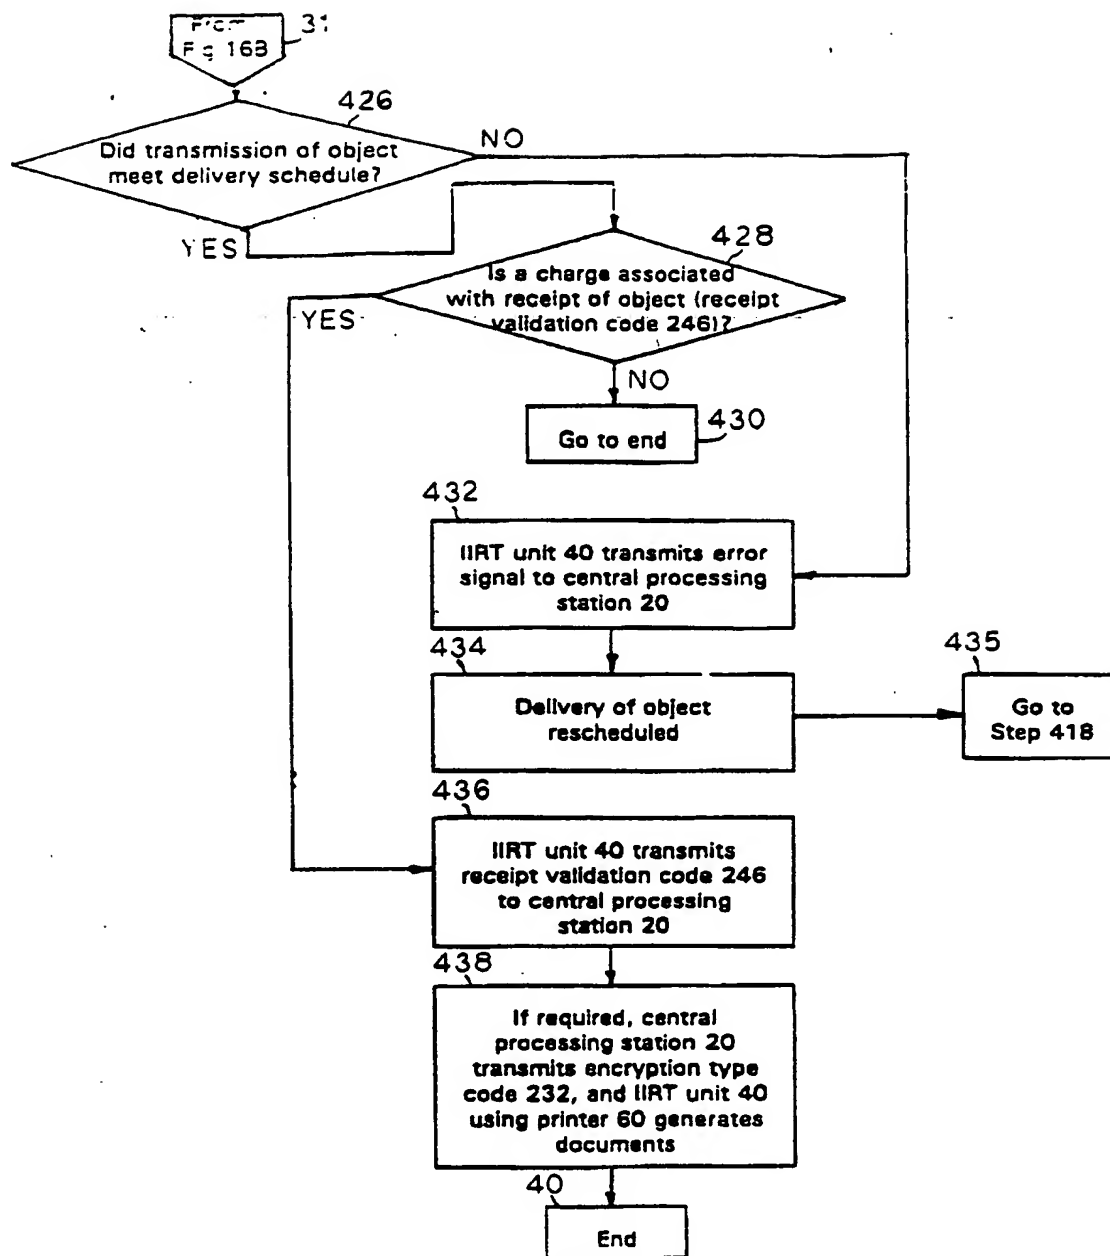 From
Fig 16B
31
426
Did transmission of object
meet delivery schedule?
NO
YES
428
Is a charge associated
with receipt of object (receipt
validation code 246)?
YES
NO
Go to end
430
432
IIRT unit 40 transmits error
signal to central processing
station 20
434
Delivery of object
rescheduled
435
Go to
Step 418
436
IIRT unit 40 transmits
receipt validation code 246
to central processing
station 20
438
If required, central
processing station 20
transmits encryption type
code 232, and IIRT unit 40
using printer 60 generates
documents
40
End